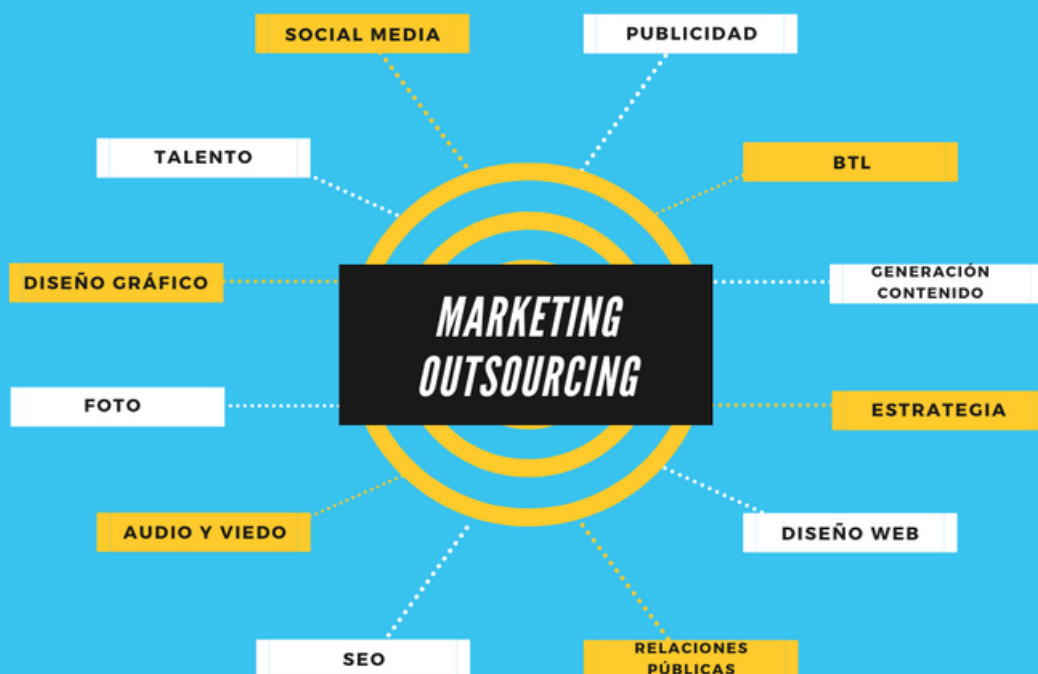 SOCIAL MEDIA
PUBLICIDAD
TALENTO
BTL
DISEÑO GRÁFICO
GENERACIÓN
CONTENIDO
MARKETING
OUTSOURCING
FOTO
ESTRATEGIA
AUDIO Y VIEDO
DISEÑO WEB
SEO
RELACIONES
PÚBLICAS